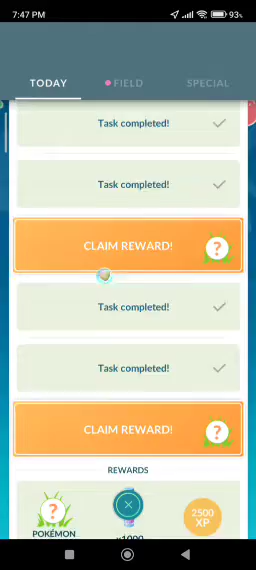 7:47 PM
93%
TODAY
FIELD
SPECIAL
Task completed!
Task completed!
CLAIM REWARD!
?
Task completed!
Task completed!
CLAIM REWARD!
?
REWARDS
?
POKÉMON
×1000
2500
XP